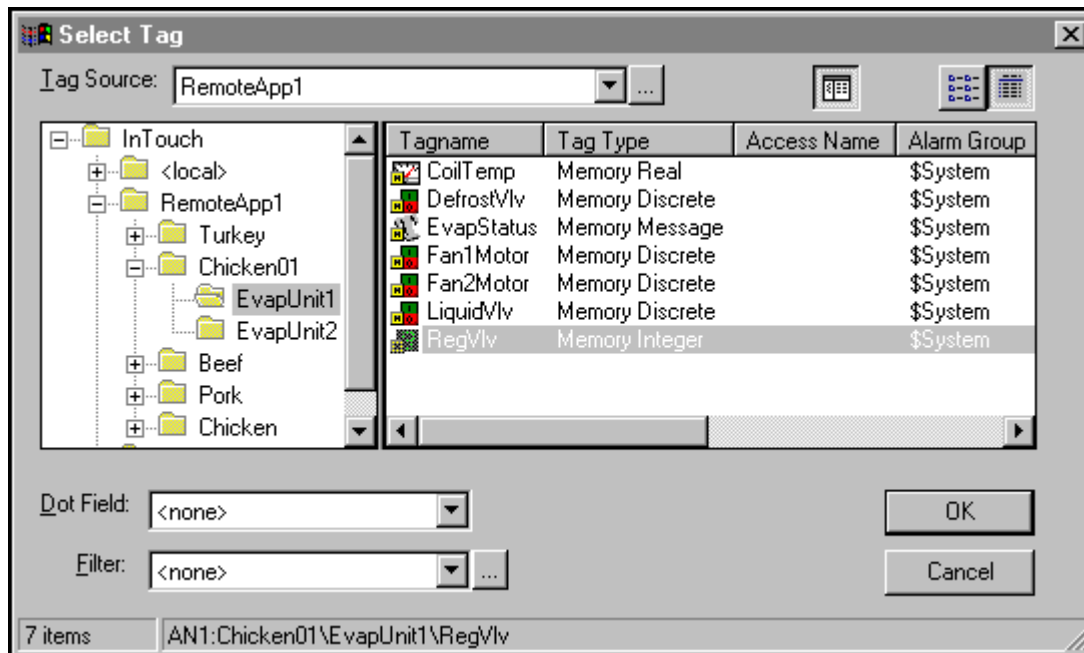 Select Tag
Tag Source: RemoteApp1 ...
InTouch
<local>
RemoteApp1
Turkey
Chicken01
EvapUnit1
EvapUnit2
Beef
Pork
Chicken
Tagname Tag Type Access Name Alarm Group
CoilTemp Memory Real $System
DefrostVlv Memory Discrete $System
EvapStatus Memory Message $System
Fan1Motor Memory Discrete $System
Fan2Motor Memory Discrete $System
LiquidVlv Memory Discrete $System
RegVlv Memory Integer $System
Dot Field: <none>
OK
Filter: <none> ...
Cancel
7 items AN1:Chicken01\EvapUnit1\RegVlv